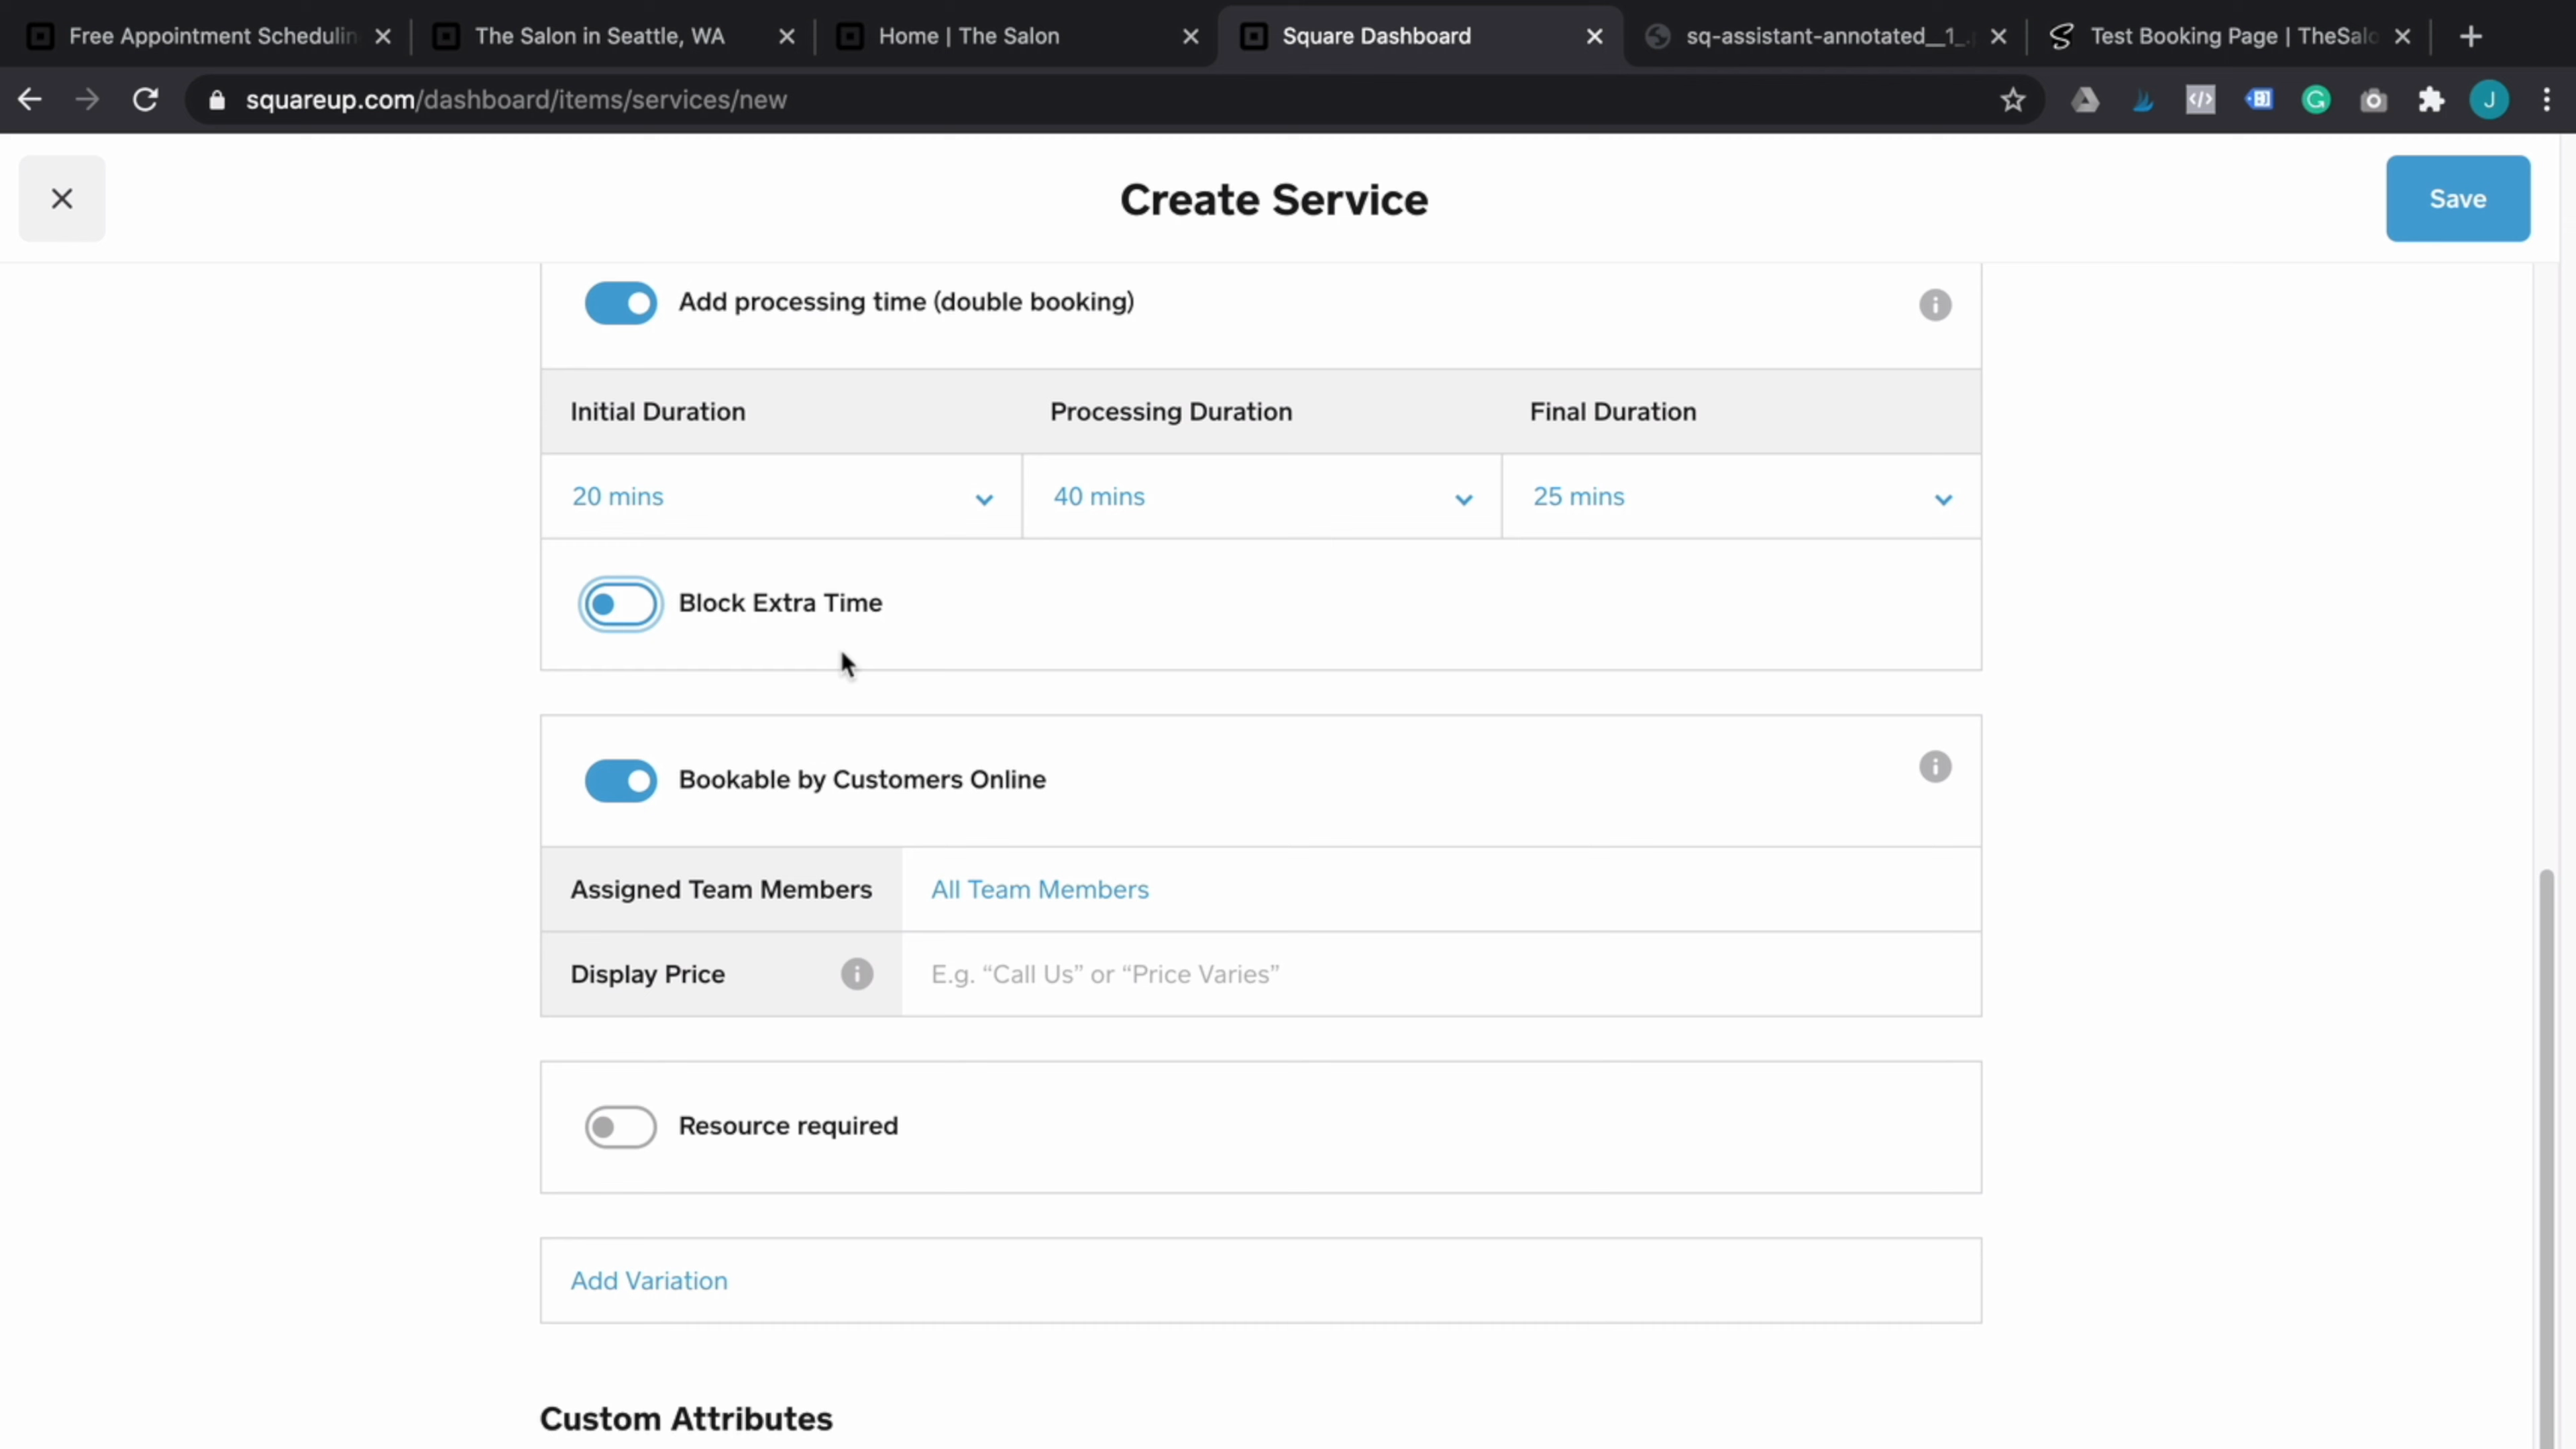 Free Appointment Schedulin
The Salon in Seattle, WA
Home | The Salon
Square Dashboard
sq-assistant-annotated__1_.
Test Booking Page | TheSalo
squareup.com/dashboard/items/services/new
J
Create Service
Save
Add processing time (double booking)
Initial Duration
Processing Duration
Final Duration
20 mins
40 mins
25 mins
Block Extra Time
Bookable by Customers Online
Assigned Team Members
All Team Members
Display Price
E.g. “Call Us” or “Price Varies”
Resource required
Add Variation
Custom Attributes